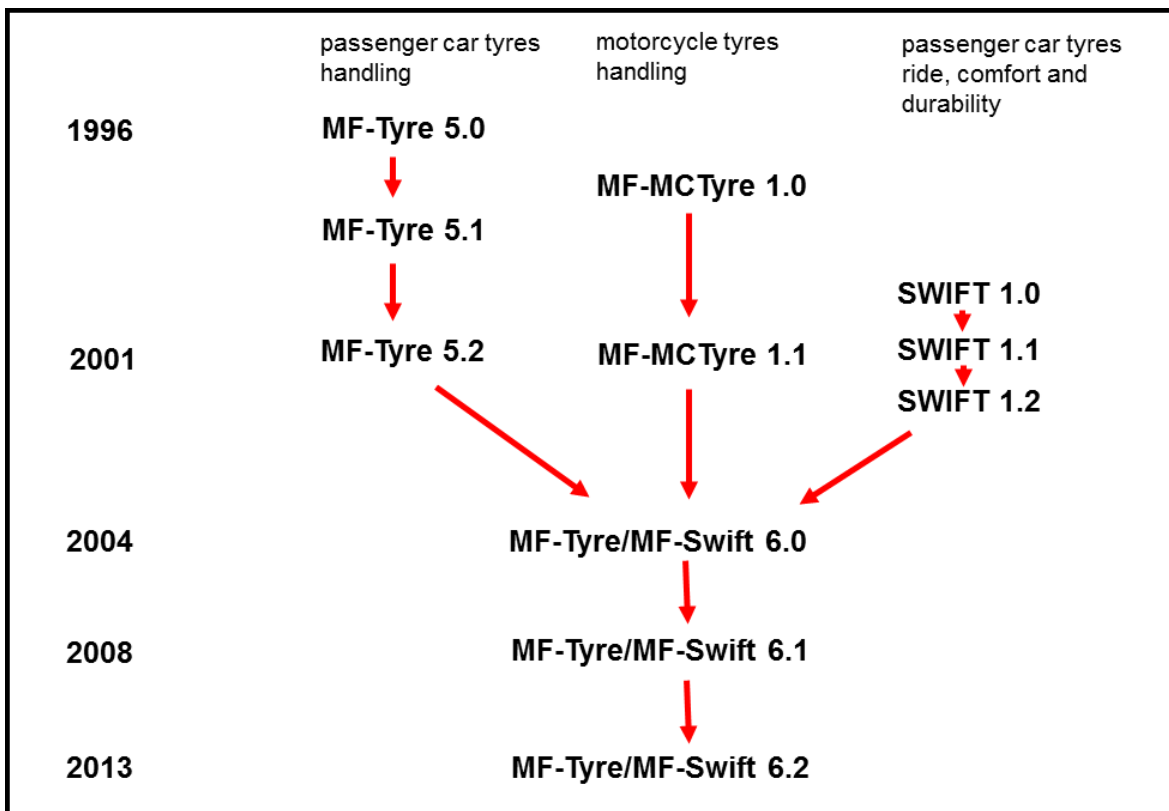 passenger car tyres
handling
motorcycle tyres
handling
passenger car tyres
ride, comfort and
durability
1996
MF-Tyre 5.0
MF-MCTyre 1.0
MF-Tyre 5.1
SWIFT 1.0
2001
MF-Tyre 5.2
MF-MCTyre 1.1
SWIFT 1.1
SWIFT 1.2
2004
MF-Tyre/MF-Swift 6.0
2008
MF-Tyre/MF-Swift 6.1
2013
MF-Tyre/MF-Swift 6.2